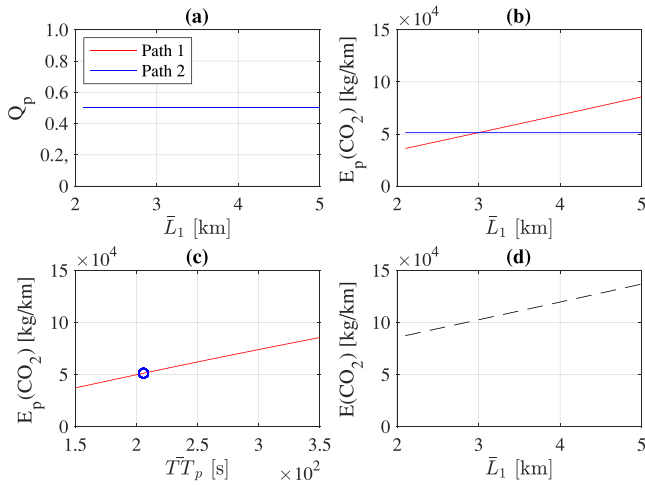 (a)
1.0
0.8
0.6
0.4
0.2
0
Q_p
Path 1
Path 2
2
3
4
5
L̄_1 [km]
(b)
×10^4
15
10
5
0
E_p(CO_2) [kg/km]
2
3
4
5
L̄_1 [km]
(c)
×10^4
15
10
5
0
E_p(CO_2) [kg/km]
1.5
2
2.5
3
3.5
T̄T_p [s]
×10^2
(d)
×10^4
15
10
5
0
E(CO_2) [kg/km]
2
3
4
5
L̄_1 [km]